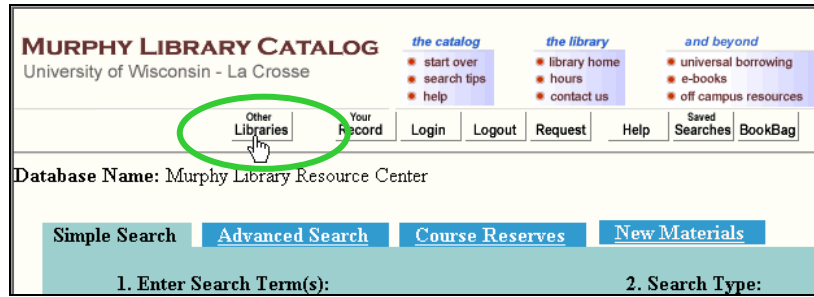 MURPHY LIBRARY CATALOG
University of Wisconsin - La Crosse
the catalog
start over
search tips
help
the library
library home
hours
contact us
and beyond
universal borrowing
e-books
off campus resources
Other Libraries
Your Record
Login
Logout
Request
Help
Saved Searches
BookBag
Database Name: Murphy Library Resource Center
Simple Search
Advanced Search
Course Reserves
New Materials
1. Enter Search Term(s):
2. Search Type: